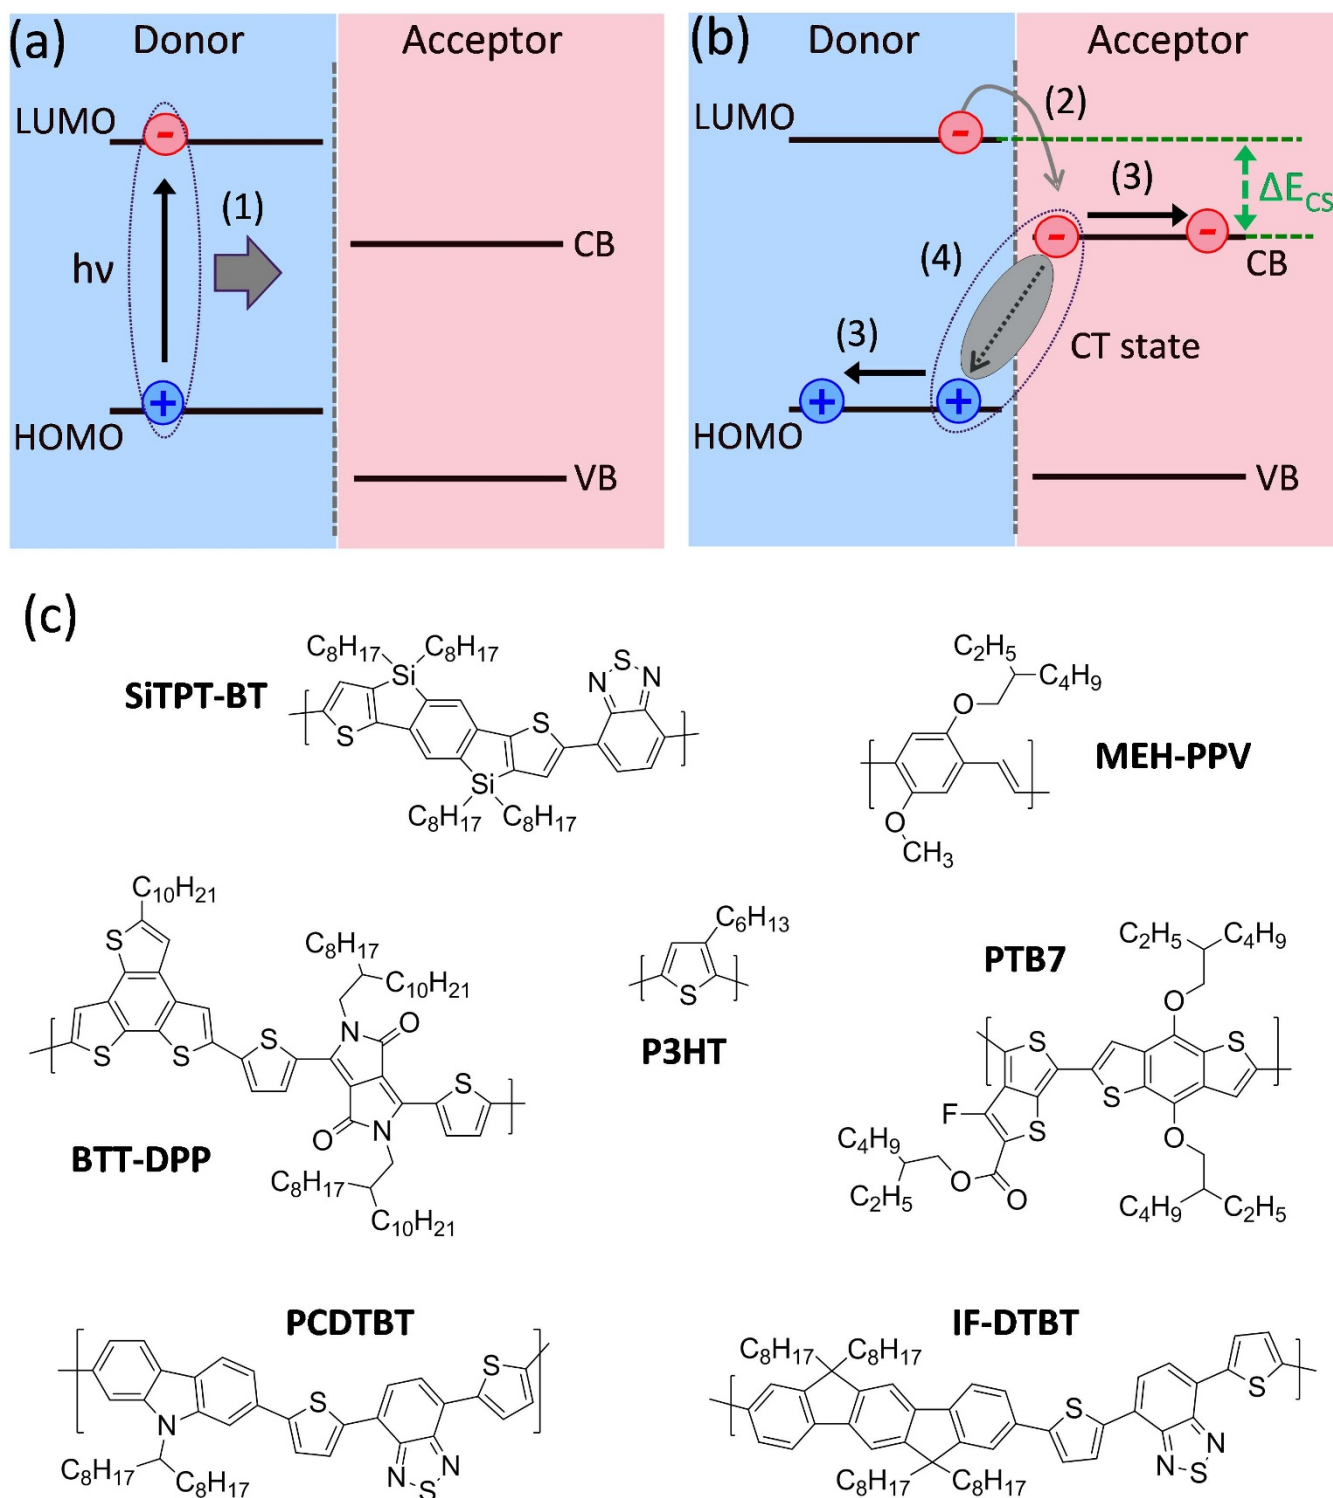 (a) Donor Acceptor
LUMO
(1)
hν
CB
HOMO
VB
(b) Donor Acceptor
LUMO
(2)
(3)
ΔE_CS
(4)
CB
CT state
(3)
HOMO
VB
(c)
SiTPT-BT
C₈H₁₇ C₈H₁₇
Si
S
N N
S
S
Si
C₈H₁₇ C₈H₁₇
MEH-PPV
C₂H₅
C₄H₉
O
O
CH₃
BTT-DPP
C₁₀H₂₁
S
S S
S
C₈H₁₇
C₁₀H₂₁
N
O
O
N
S
C₈H₁₇
C₁₀H₂₁
P3HT
C₆H₁₃
S
PTB7
C₂H₅ C₄H₉
O
S
S
F
S
S
O
C₄H₉
C₂H₅
O
O
C₄H₉ C₂H₅
PCDTBT
N
C₈H₁₇ C₈H₁₇
S
S
N N
S
IF-DTBT
C₈H₁₇ C₈H₁₇
C₈H₁₇ C₈H₁₇
S
S
N
N
S